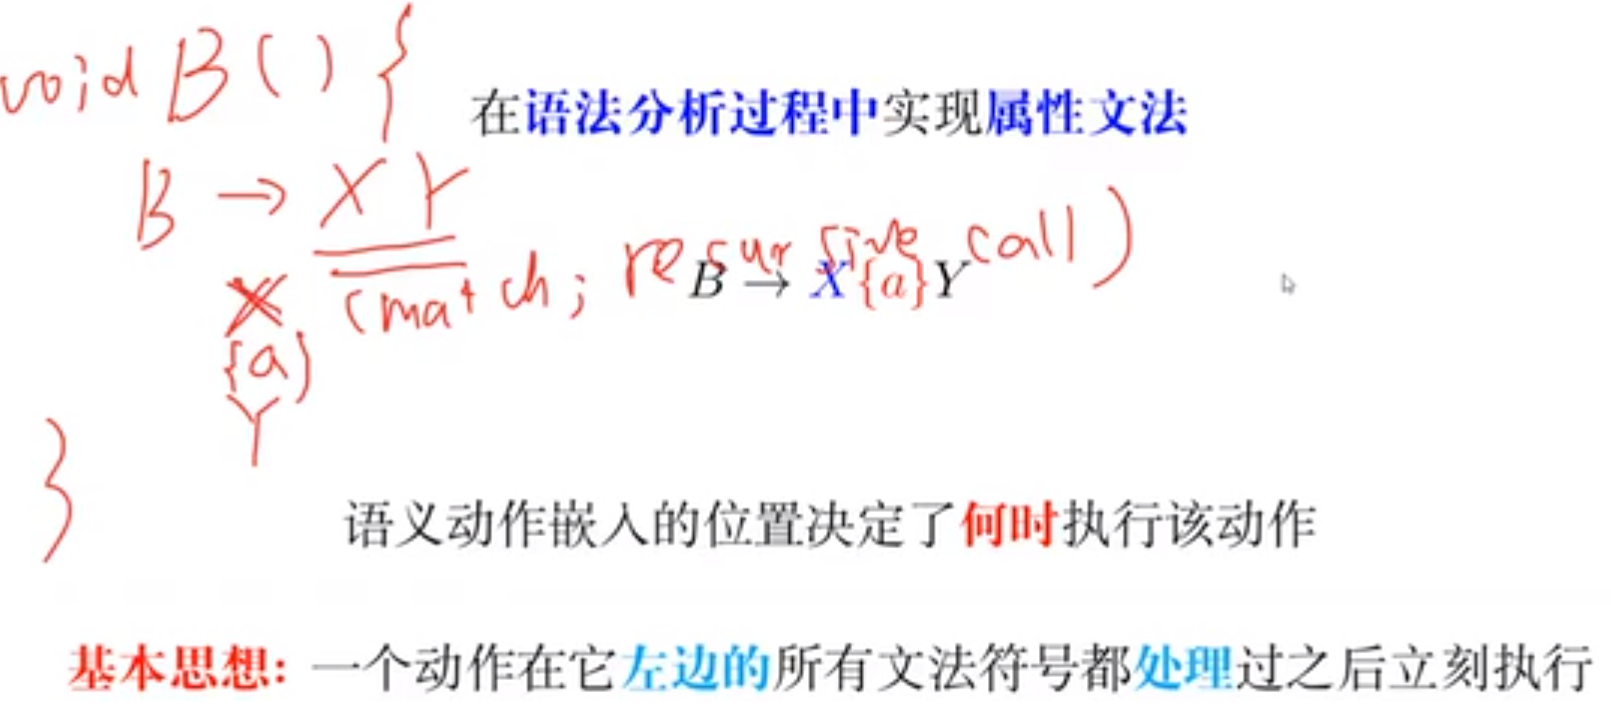 void B() {
在语法分析过程中实现属性文法
B → X Y
(match; recursive call)
B → X{a}Y
X
{a}
Y
}
语义动作嵌入的位置决定了何时执行该动作
基本思想: 一个动作在它左边的所有文法符号都处理过之后立刻执行